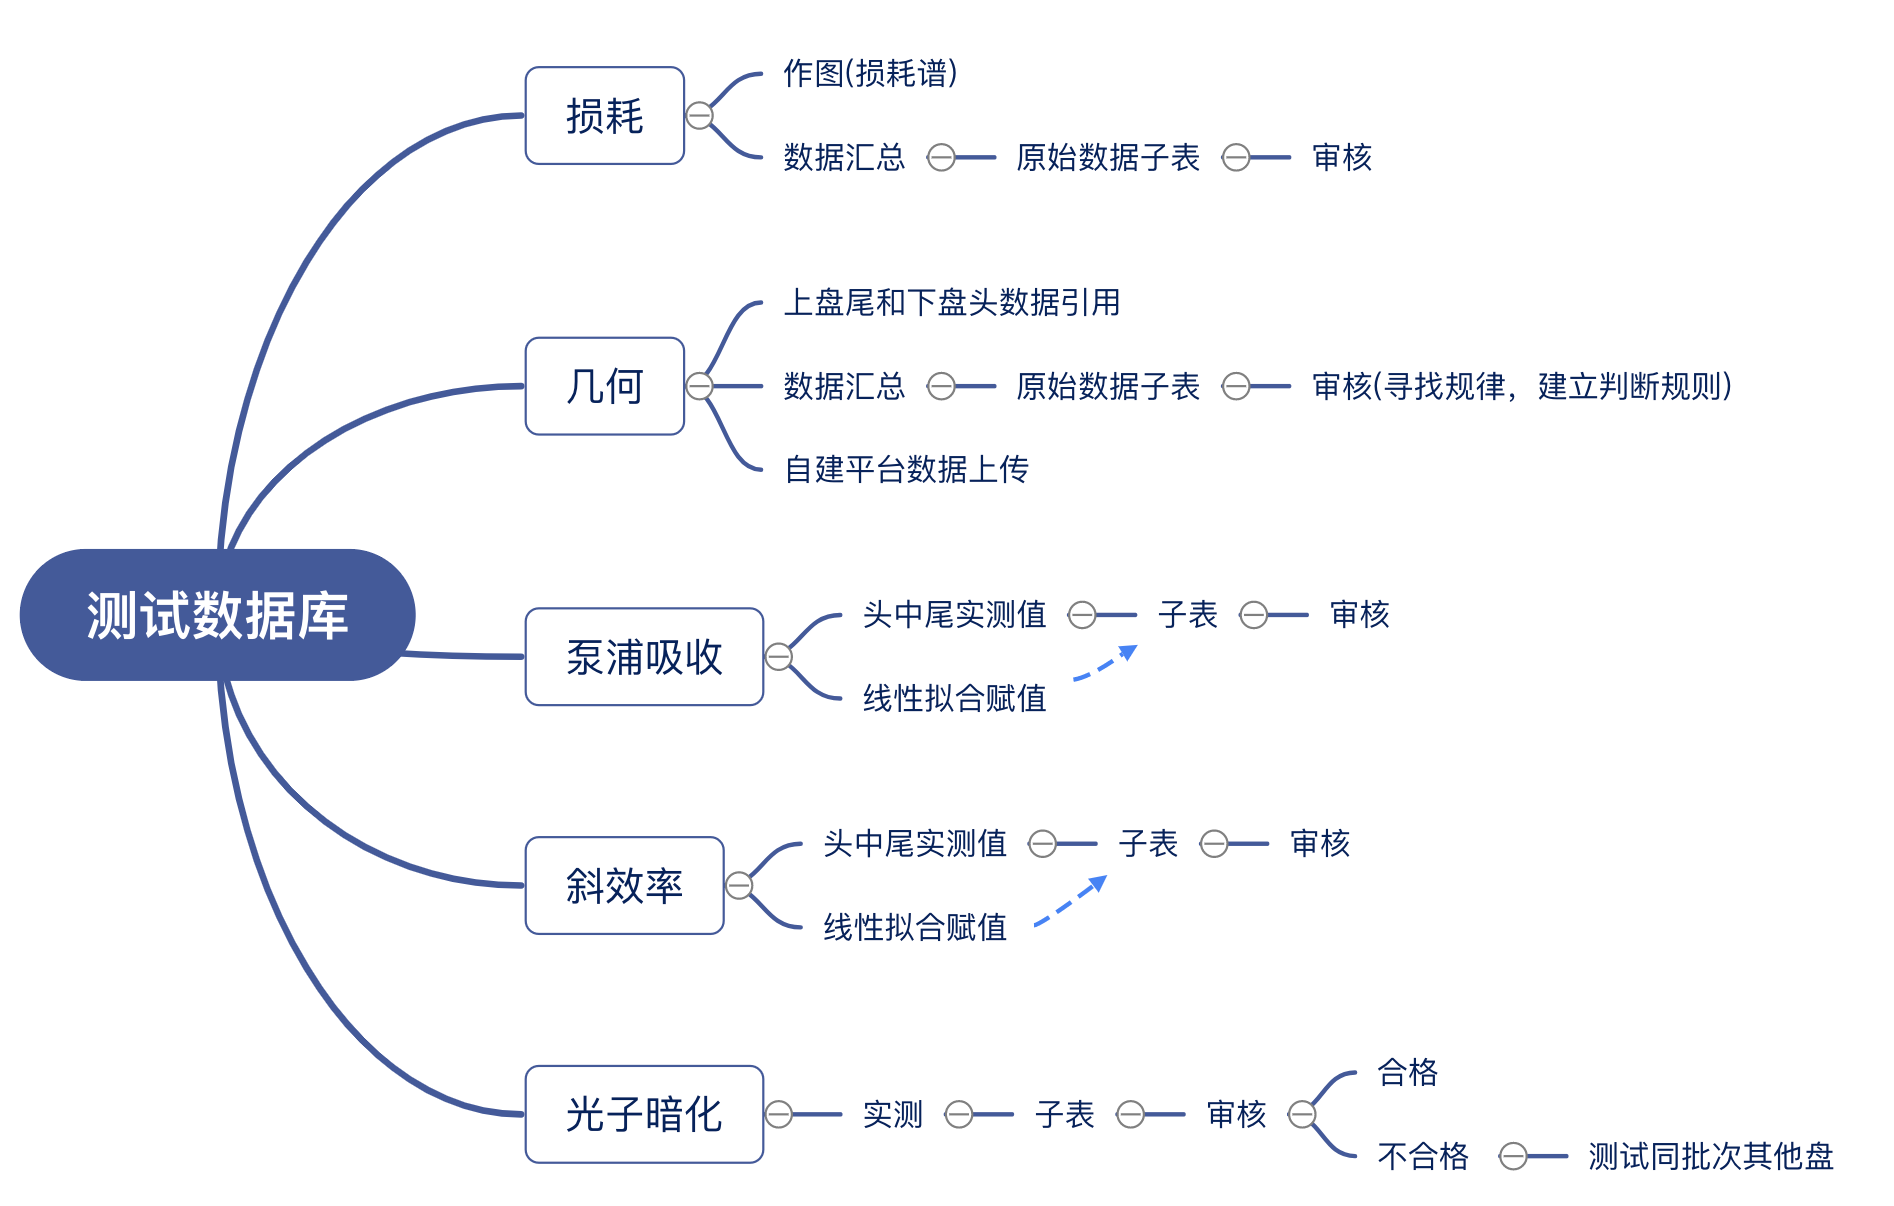 测试数据库
损耗
作图(损耗谱)
数据汇总
原始数据子表
审核
几何
上盘尾和下盘头数据引用
数据汇总
原始数据子表
审核(寻找规律，建立判断规则)
自建平台数据上传
泵浦吸收
头中尾实测值
子表
审核
线性拟合赋值
斜效率
头中尾实测值
子表
审核
线性拟合赋值
光子暗化
实测
子表
审核
合格
不合格
测试同批次其他盘